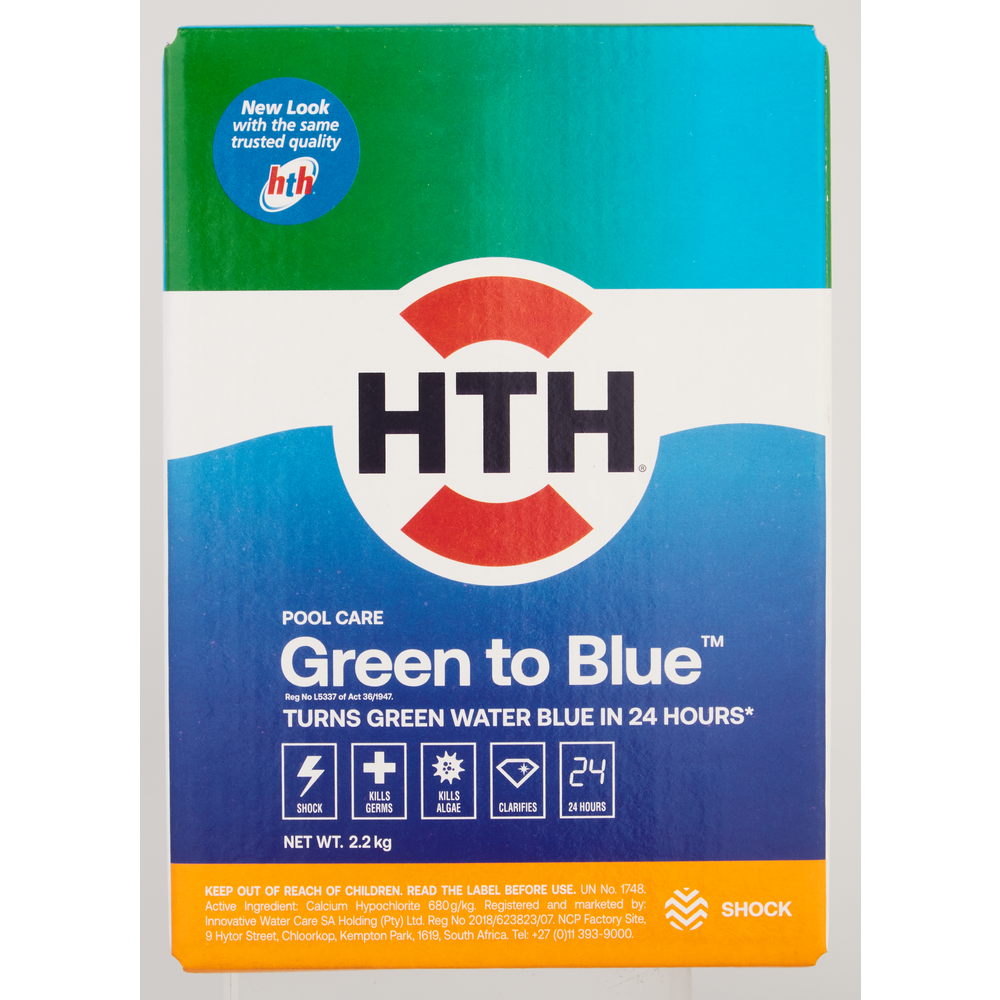 New Look
with the same
trusted quality
hth
HTH®
POOL CARE
Green to Blue™
Reg No L5337 of Act 36/1947.
TURNS GREEN WATER BLUE IN 24 HOURS*
SHOCK
KILLS
GERMS
KILLS
ALGAE
CLARIFIES
24
24 HOURS
NET WT. 2.2kg
KEEP OUT OF REACH OF CHILDREN. READ THE LABEL BEFORE USE. UN No. 1748.
Active Ingredient: Calcium Hypochlorite 680g/kg. Registered and marketed by:
Innovative Water Care SA Holding (Pty) Ltd. Reg No 2018/623823/07. NCP Factory Site,
9 Hytor Street, Chloorkop, Kempton Park, 1619, South Africa. Tel: +27 (0)11 393-9000.
SHOCK